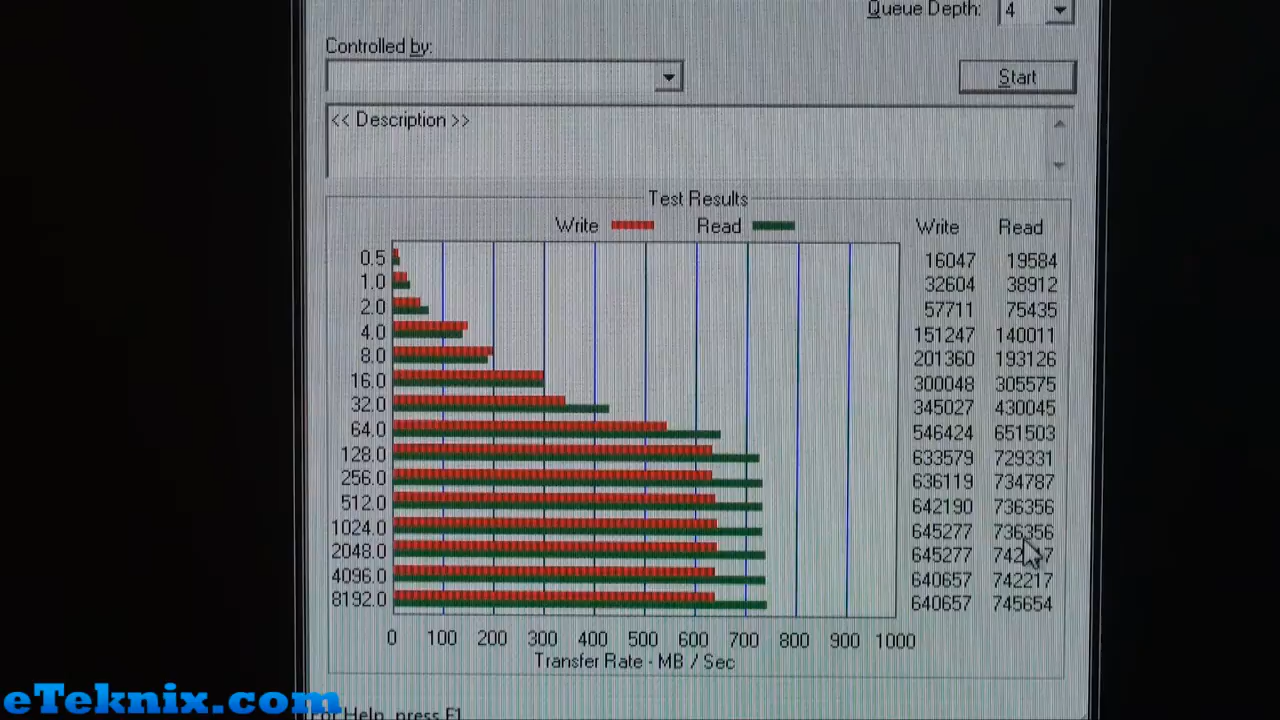 Queue Depth: 4
Controlled by:
Start
<< Description >>
Test Results
Write Read Write Read
0.5 16047 19584
1.0 32604 38912
2.0 57711 75435
4.0 151247 140011
8.0 201360 193126
16.0 300048 305575
32.0 345027 430045
64.0 546424 651503
128.0 633579 729331
256.0 636119 734787
512.0 642190 736356
1024.0 645277 736356
2048.0 645277
4096.0 640657 742217
8192.0 640657 745654
0 100 200 300 400 500 600 700 800 900 1000
Transfer Rate - MB / Sec
eTeknix.com
For Help, press F1